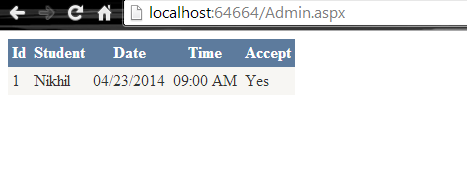 localhost:64664/Admin.aspx
Id Student Date Time Accept
1 Nikhil 04/23/2014 09:00 AM Yes